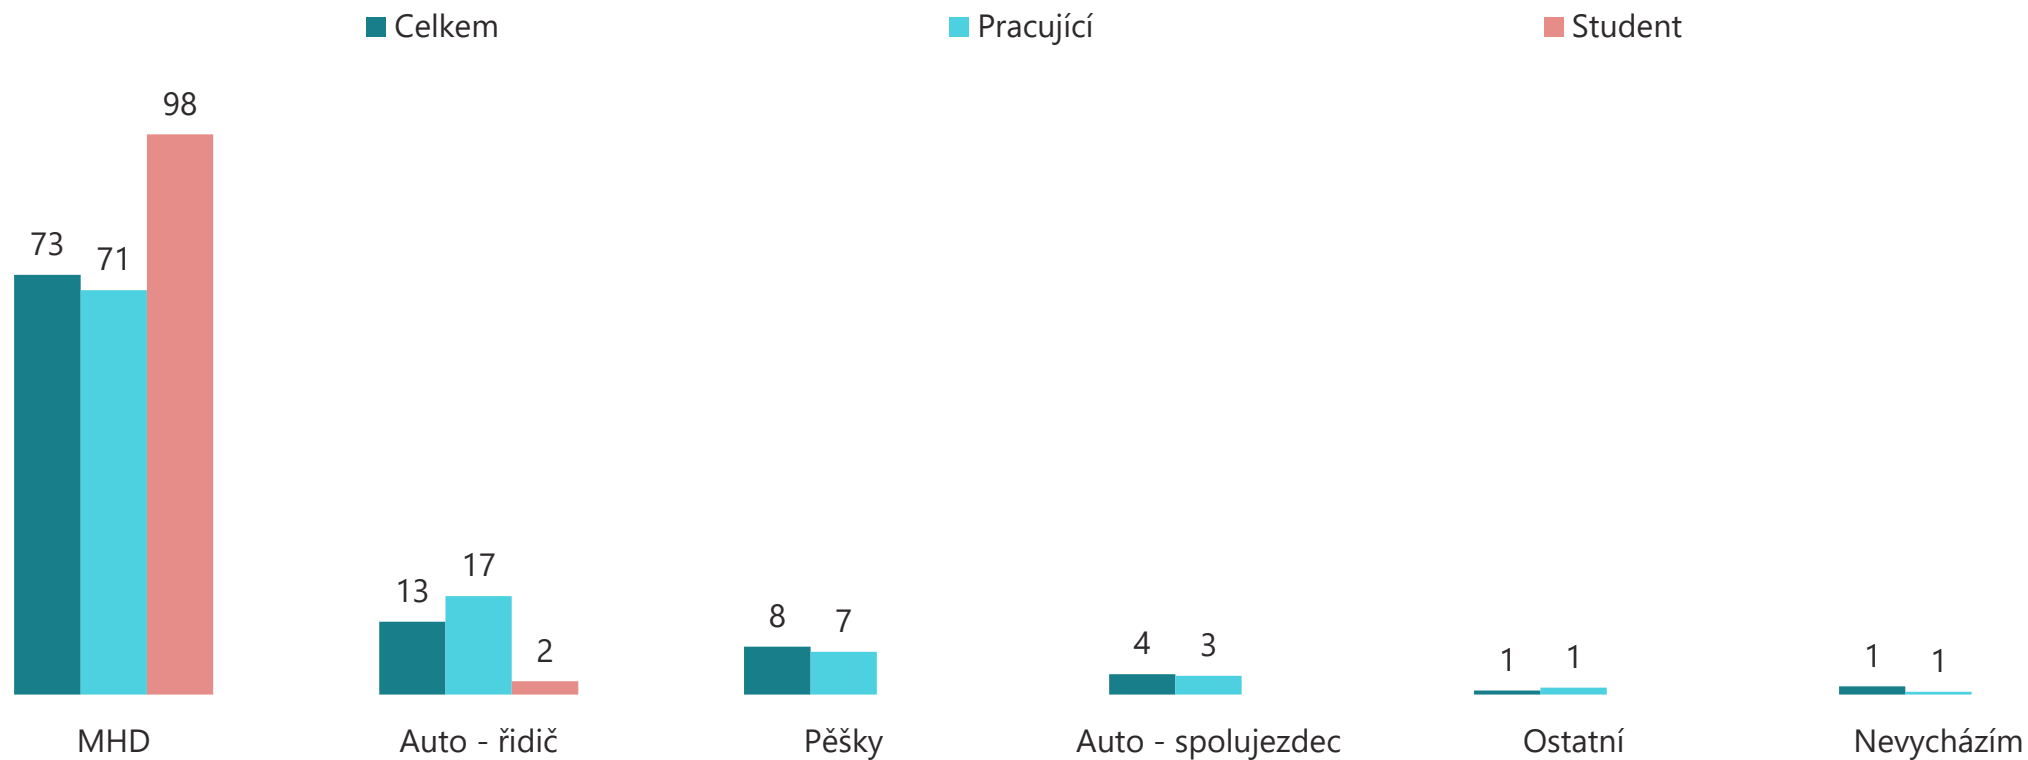 Celkem Pracující Student
98
73 71
13 17 2
8 7
4 3
1 1
1 1
MHD Auto - řidič Pěšky Auto - spolujezdec Ostatní Nevycházím